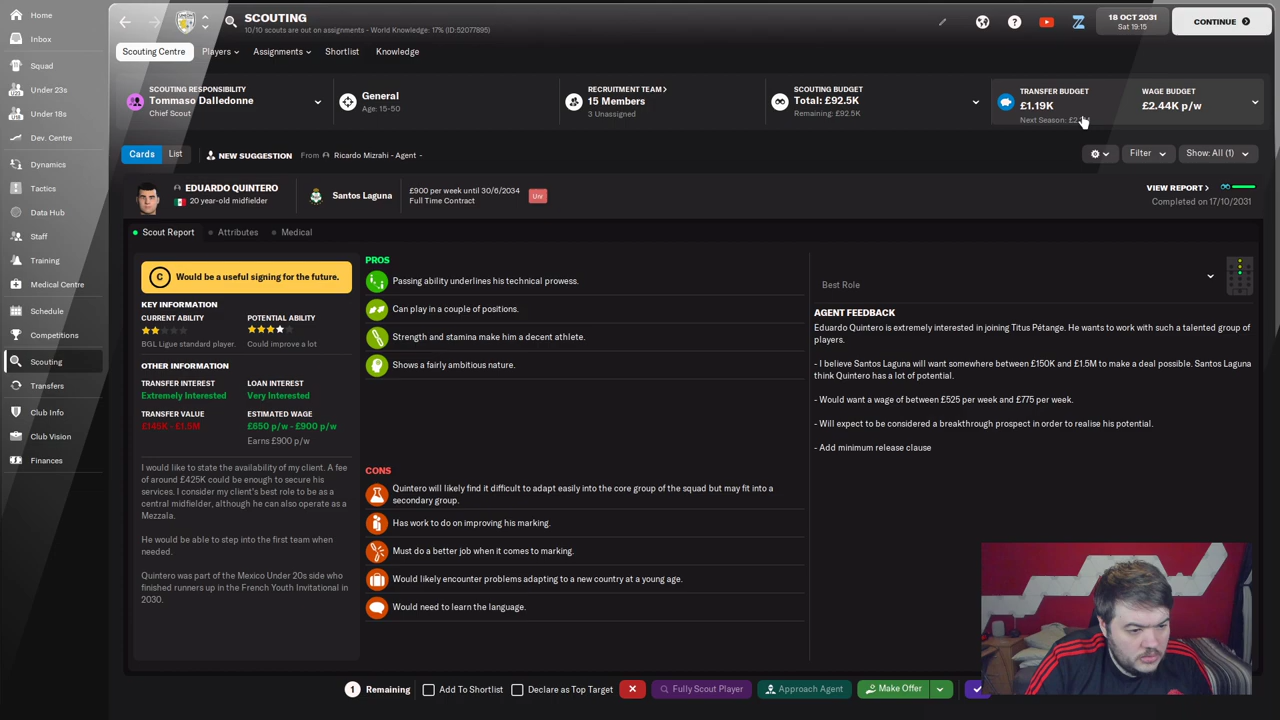 Home
Inbox
Squad
Under 23s
Under 18s
Dev. Centre
Dynamics
Tactics
Data Hub
Staff
Training
Medical Centre
Schedule
Competitions
Scouting
Transfers
Club Info
Club Vision
Finances
SCOUTING
10/10 scouts are out on assignments - World Knowledge: 17% (ID:52077895)
18 OCT 2031
Sat 19:15
CONTINUE
Scouting Centre
Players
Assignments
Shortlist
Knowledge
SCOUTING RESPONSIBILITY
Tommaso Dalledonne
Chief Scout
General
Age: 15-50
RECRUITMENT TEAM >
15 Members
3 Unassigned
SCOUTING BUDGET
Total: £92.5K
Remaining: £92.5K
TRANSFER BUDGET
£1.19K
Next Season:
WAGE BUDGET
£2.44K p/w
Cards
List
NEW SUGGESTION
From Ricardo Mizrahi - Agent -
Filter
Show: All (1)
EDUARDO QUINTERO
20 year-old midfielder
Santos Laguna
£900 per week until 30/6/2034
Full Time Contract
Unv
VIEW REPORT >
Completed on 17/10/2031
Scout Report
Attributes
Medical
C Would be a useful signing for the future.
KEY INFORMATION
CURRENT ABILITY
POTENTIAL ABILITY
BGL Ligue standard player.
Could improve a lot
OTHER INFORMATION
TRANSFER INTEREST
LOAN INTEREST
Extremely Interested
Very Interested
TRANSFER VALUE
ESTIMATED WAGE
£145K - £1.5M
£650 p/w - £900 p/w
Earns £900 p/w
I would like to state the availability of my client. A fee
of around £425K could be enough to secure his
services. I consider my client's best role to be as a
central midfielder, although he can also operate as a
Mezzala.
He would be able to step into the first team when
needed.
Quintero was part of the Mexico Under 20s side who
finished runners up in the French Youth Invitational in
2030.
PROS
Passing ability underlines his technical prowess.
Can play in a couple of positions.
Strength and stamina make him a decent athlete.
Shows a fairly ambitious nature.
CONS
Quintero will likely find it difficult to adapt easily into the core group of the squad but may fit into a
secondary group.
Has work to do on improving his marking.
Must do a better job when it comes to marking.
Would likely encounter problems adapting to a new country at a young age.
Would need to learn the language.
Best Role
AGENT FEEDBACK
Eduardo Quintero is extremely interested in joining Titus Pétange. He wants to work with such a talented group of
players.
- I believe Santos Laguna will want somewhere between £150K and £1.5M to make a deal possible. Santos Laguna
think Quintero has a lot of potential.
- Would want a wage of between £525 per week and £775 per week.
- Will expect to be considered a breakthrough prospect in order to realise his potential.
- Add minimum release clause
1 Remaining
Add To Shortlist
Declare as Top Target
Fully Scout Player
Approach Agent
Make Offer